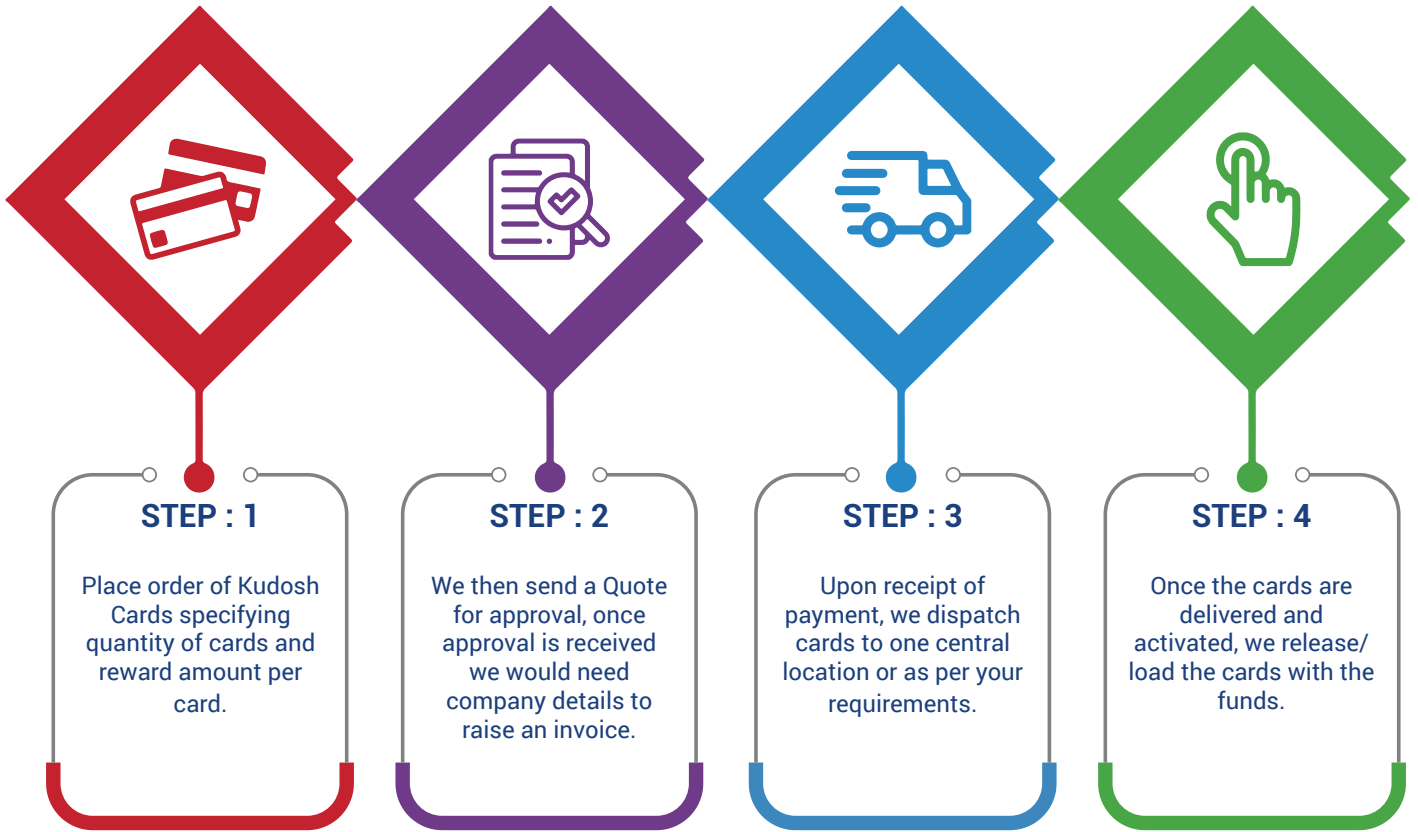 STEP : 1
Place order of Kudosh
Cards specifying
quantity of cards and
reward amount per
card.
STEP : 2
We then send a Quote
for approval, once
approval is received
we would need
company details to
raise an invoice.
STEP : 3
Upon receipt of
payment, we dispatch
cards to one central
location or as per your
requirements.
STEP : 4
Once the cards are
delivered and
activated, we release/
load the cards with the
funds.